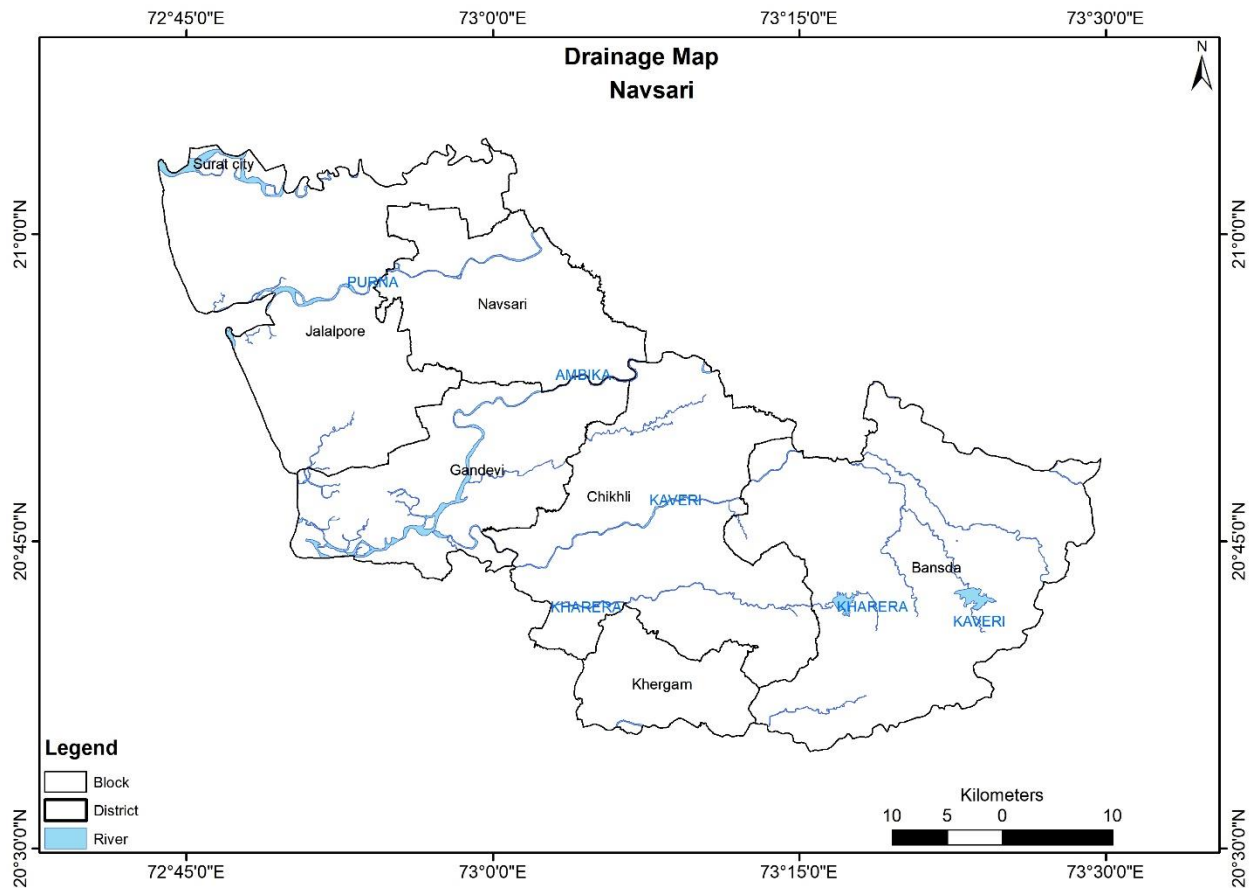 72°45'0"E
73°0'0"E
73°15'0"E
73°30'0"E
Drainage Map
Navsari
N
Surat city
21°0'0"N
21°0'0"N
PURNA
Navsari
Jalalpore
AMBIKA
Gandevi
Chikhli
KAVERI
20°45'0"N
20°45'0"N
Bansda
KHARERA
KHARERA
KAVERI
Khergam
Legend
Block
District
River
Kilometers
10 5 0 10
20°30'0"N
20°30'0"N
72°45'0"E
73°0'0"E
73°15'0"E
73°30'0"E